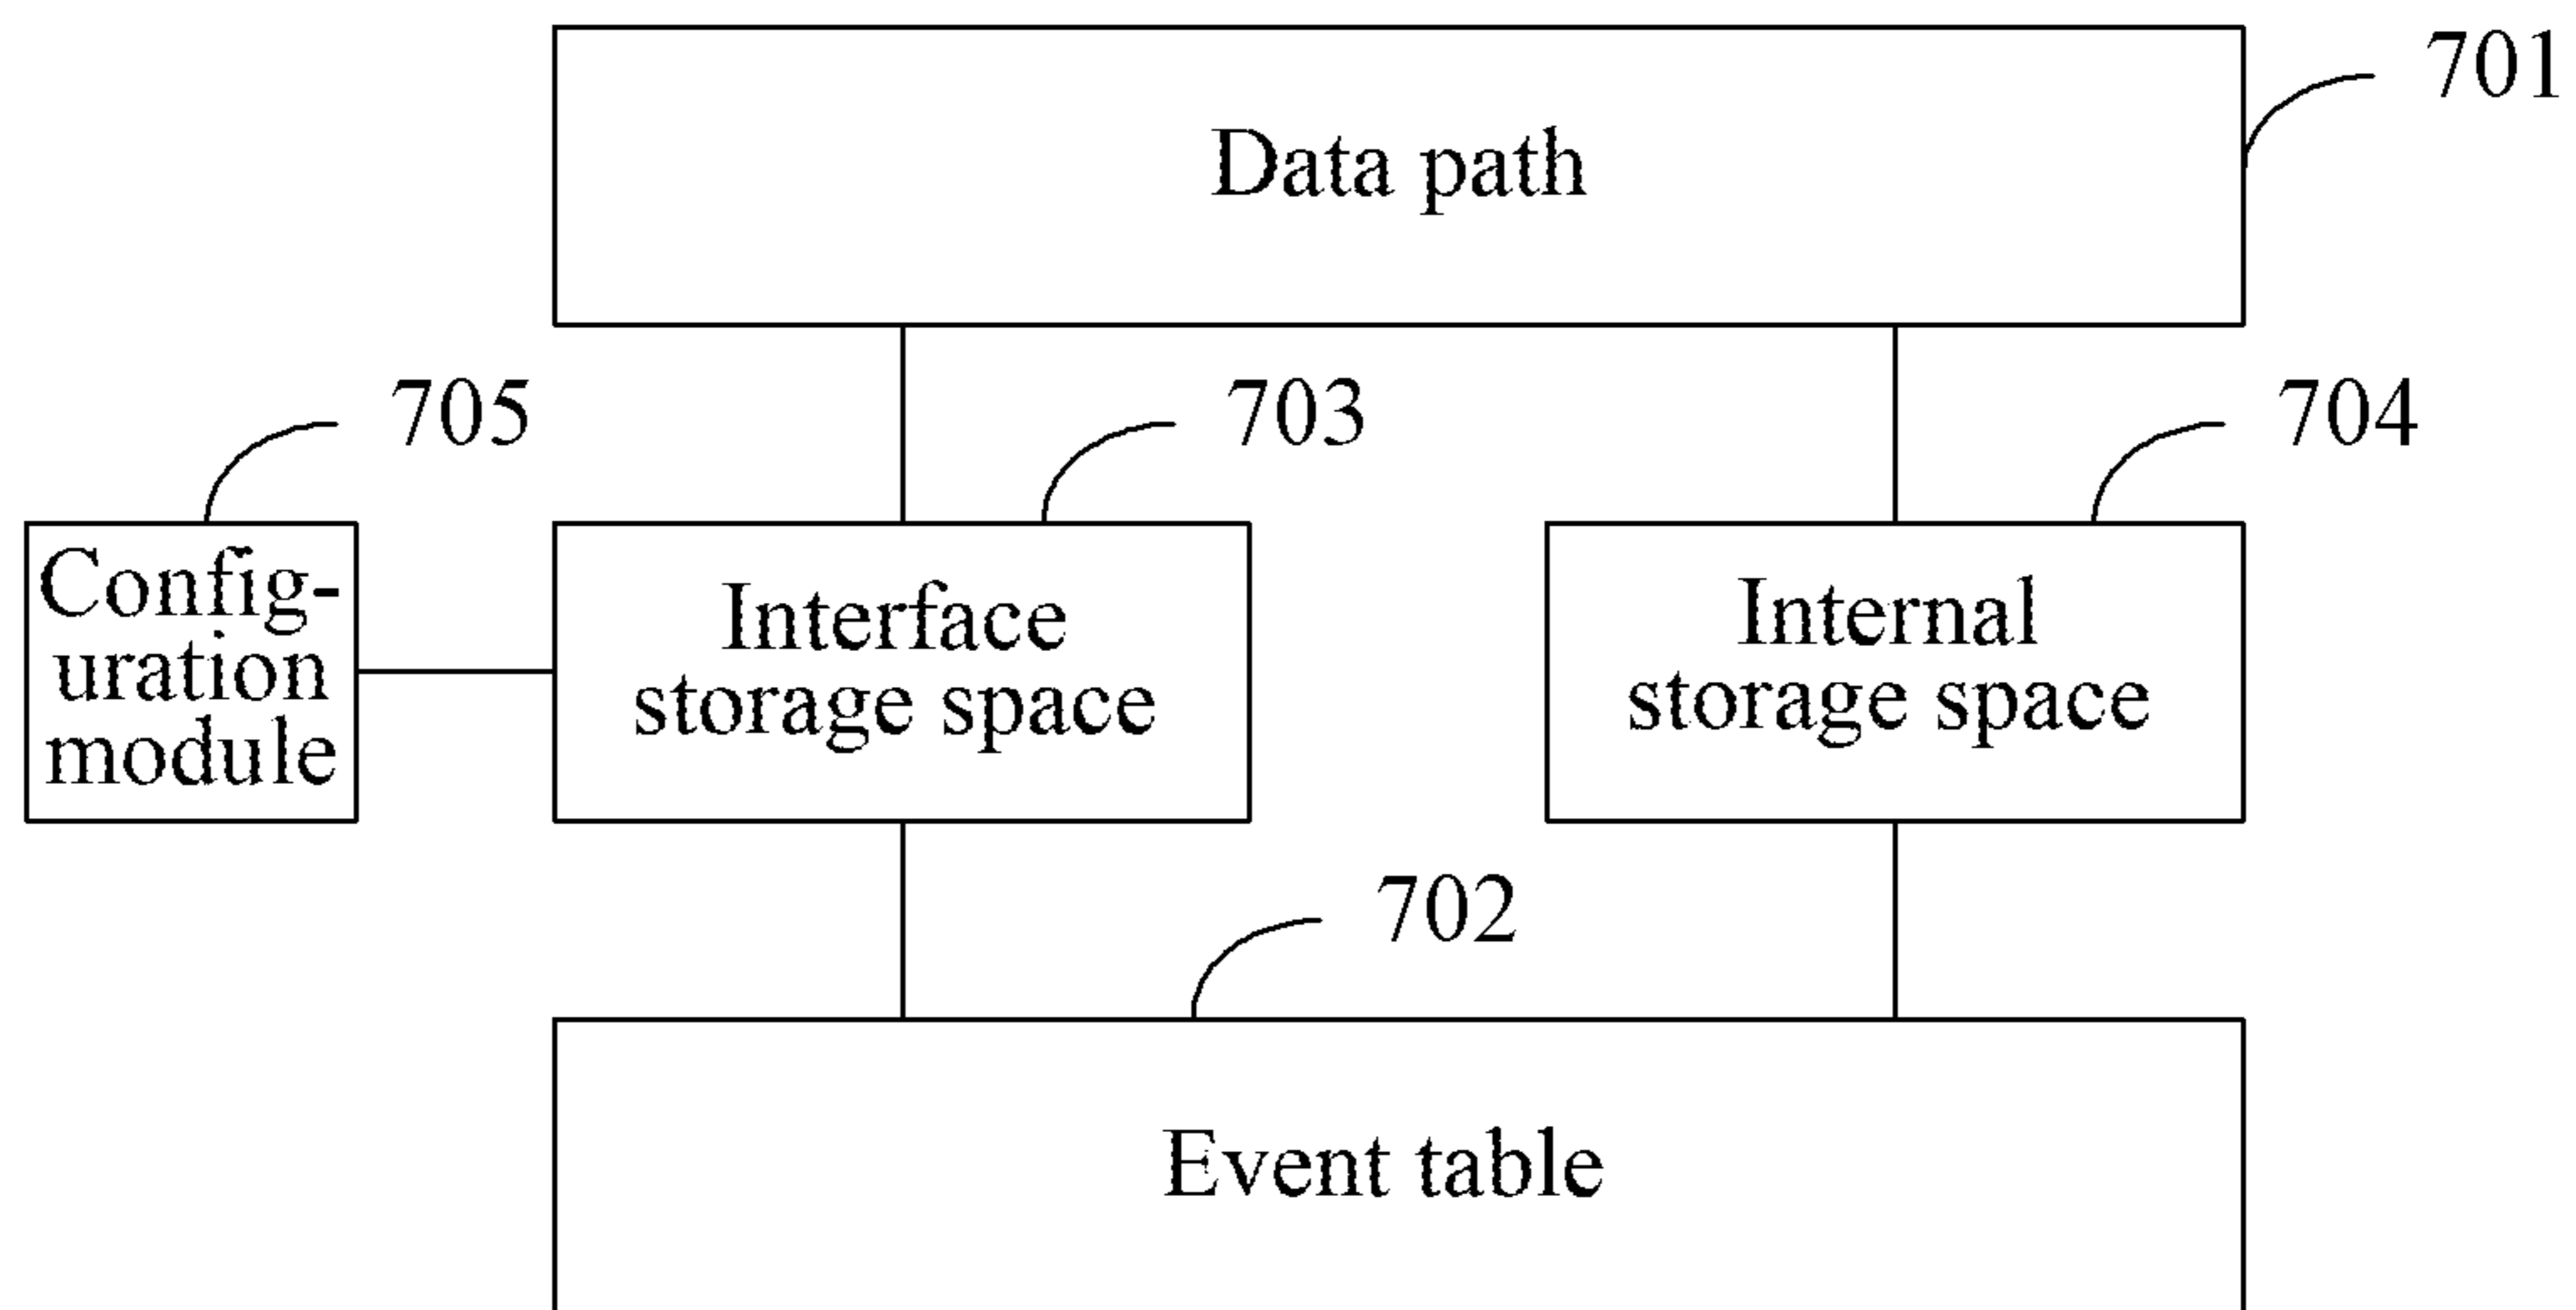 701
Data path
705
703
704
Config-
uration
module
Interface
storage space
Internal
storage space
702
Event table